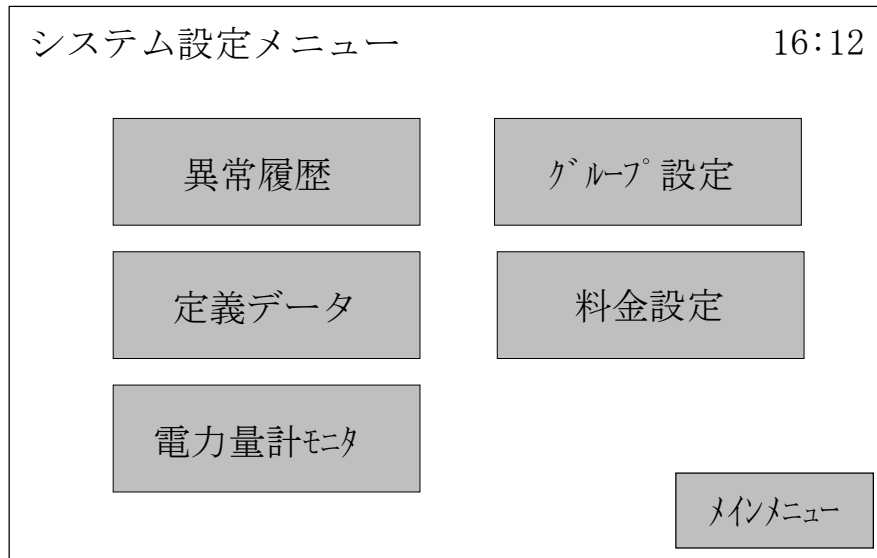 システム設定メニュー 16:12
異常履歴 ｸﾞﾙｰﾌﾟ設定
定義データ 料金設定
電力量計ﾓﾆﾀ
ﾒｲﾝﾒﾆｭｰ